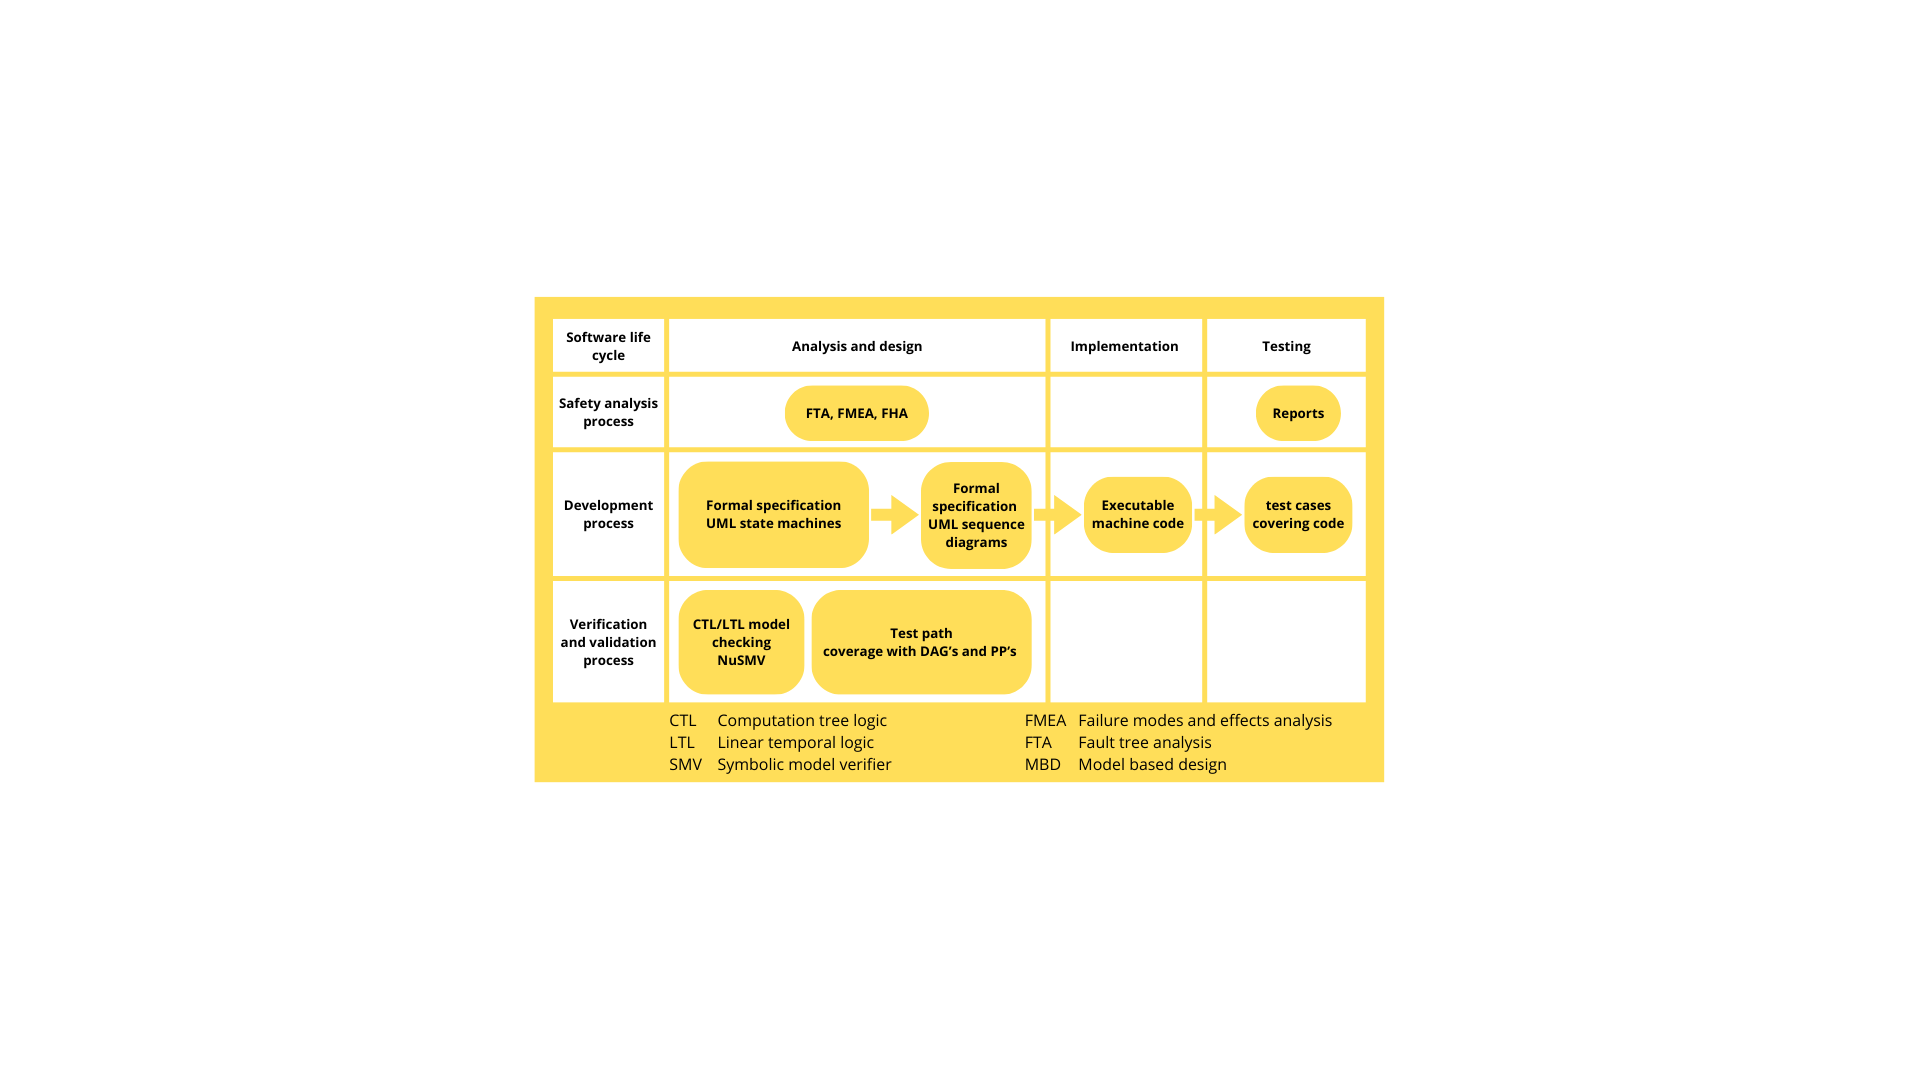 Software life
cycle
Analysis and design
Implementation
Testing
Safety analysis
process
FTA, FMEA, FHA
Reports
Development
process
Formal specification
UML state machines
Formal
specification
UML sequence
diagrams
Executable
machine code
test cases
covering code
Verification
and validation
process
CTL/LTL model
checking
NuSMV
Test path
coverage with DAG’s and PP’s
CTL Computation tree logic
LTL Linear temporal logic
SMV Symbolic model verifier
FMEA Failure modes and effects analysis
FTA Fault tree analysis
MBD Model based design